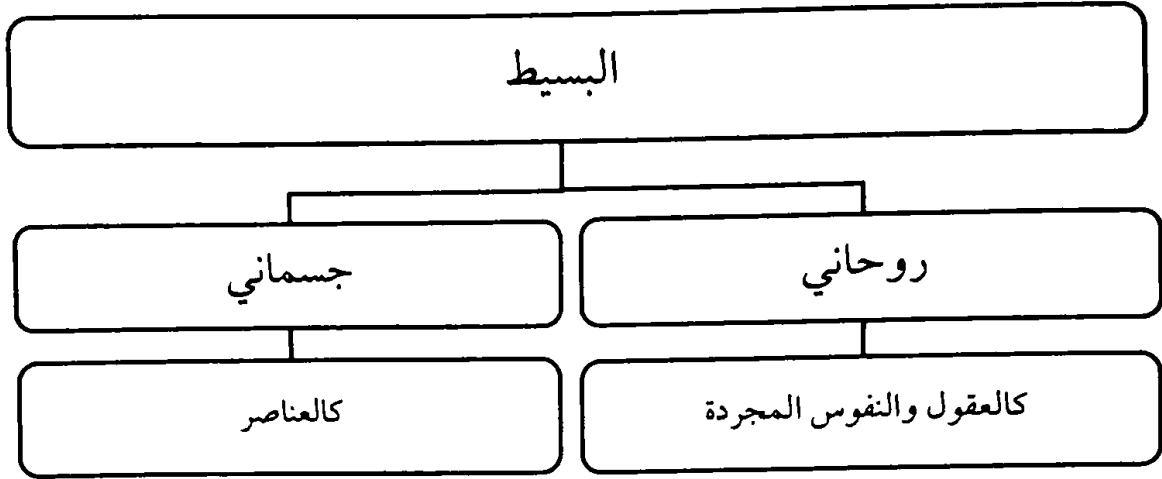 البسيط
روحاني
جسماني
كالعقول والنفوس المجردة
كالعناصر